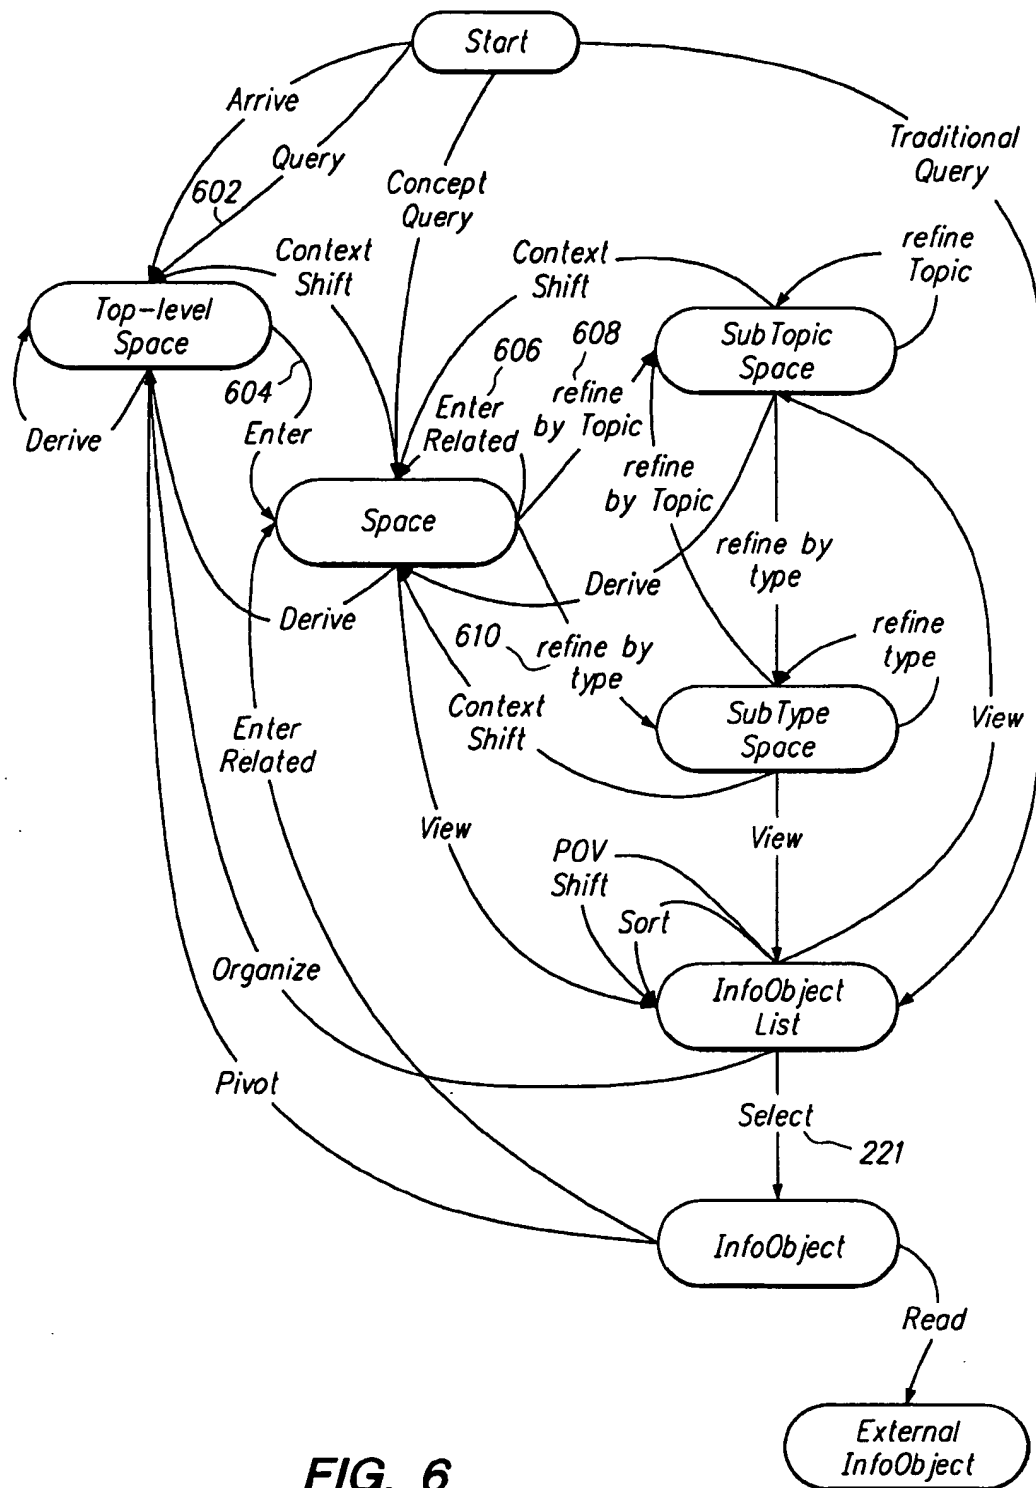 Start
Arrive
Query
602
Concept
Query
Traditional
Query
Context
Shift
Context
Shift
refine
Topic
Top-level
Space
SubTopic
Space
604
606
608
Enter
Related
refine
by Topic
Derive
Enter
refine
by Topic
Space
refine by
type
Derive
Derive
610
refine by
type
refine
type
Context
Shift
SubType
Space
Enter
Related
View
View
View
POV
Shift
Sort
Organize
InfoObject
List
Pivot
Select
221
InfoObject
Read
External
InfoObject
FIG. 6